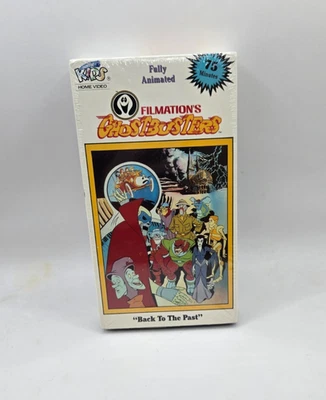 KIDS
HOME VIDEO
Fully
Animated
75
Minutes
FILMATION'S
GHOSTBUSTERS
"Back To The Past"